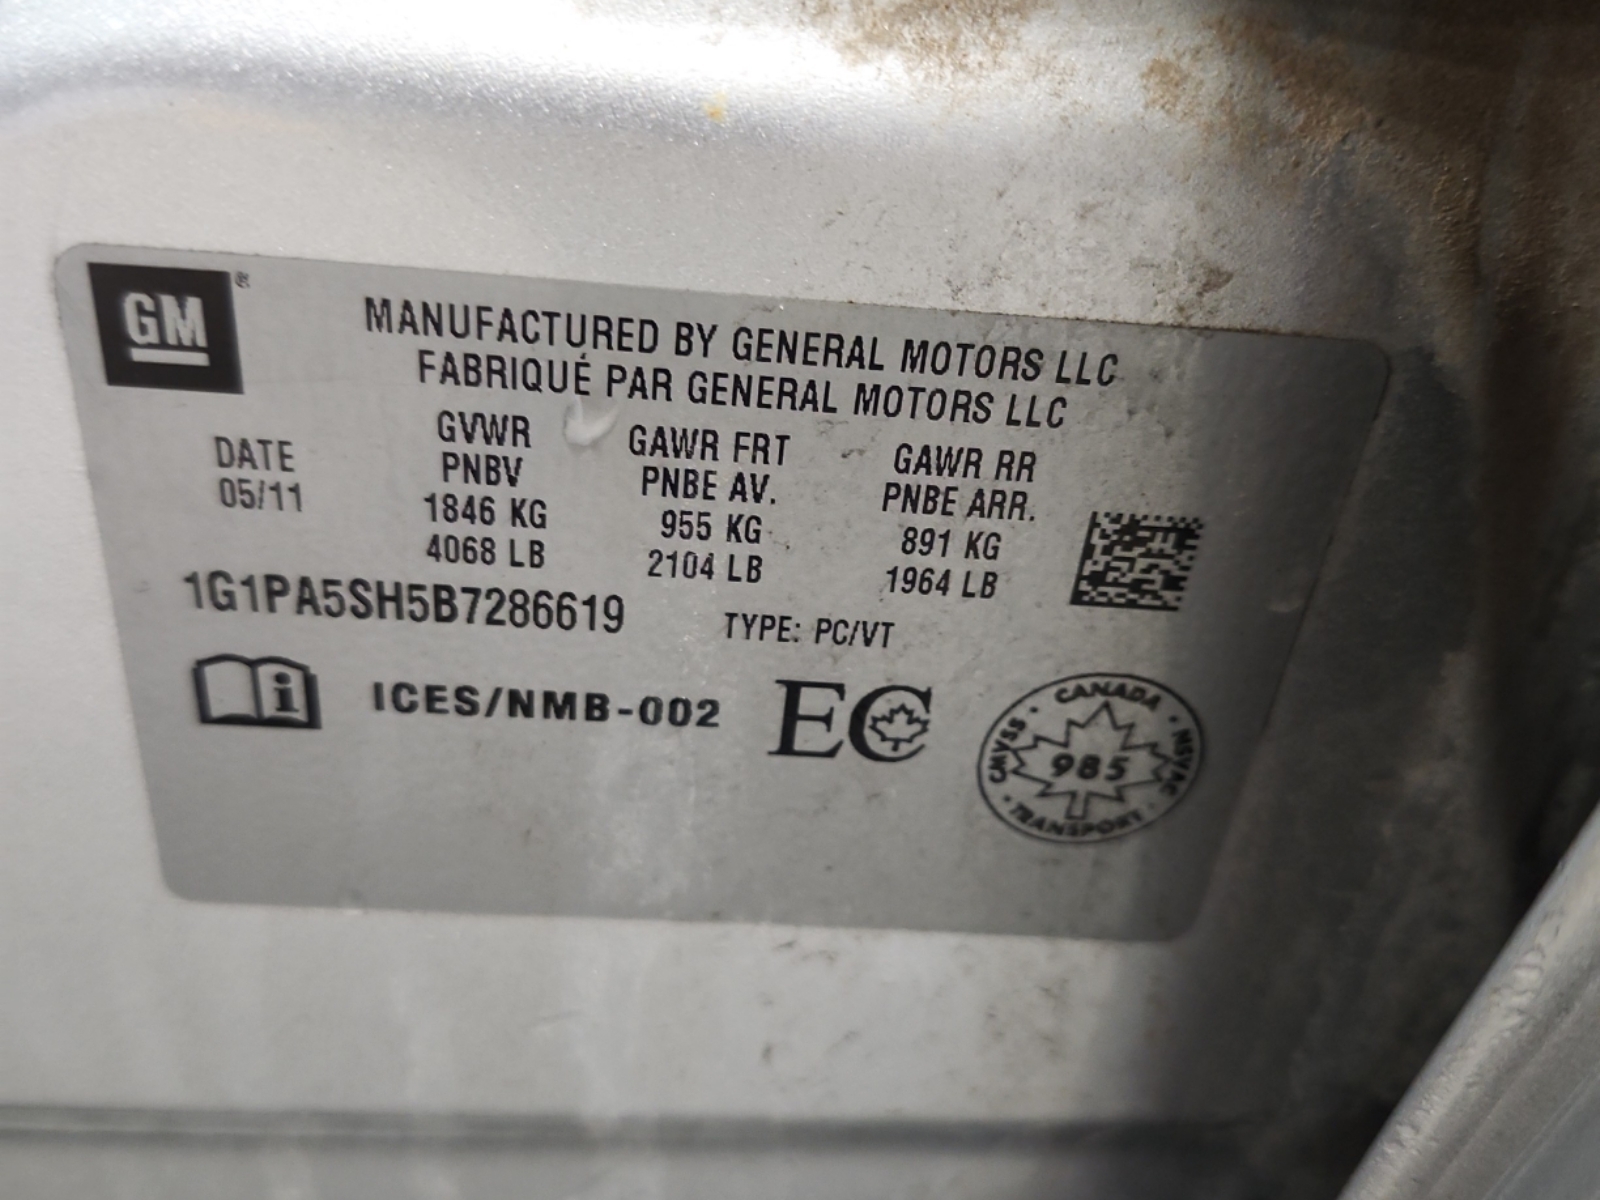 GM
MANUFACTURED BY GENERAL MOTORS LLC
FABRIQUÉ PAR GENERAL MOTORS LLC
DATE
05/11
GVWR
PNBV
1846 KG
4068 LB
GAWR FRT
PNBE AV.
955 KG
2104 LB
GAWR RR
PNBE ARR.
891 KG
1964 LB
1G1PA5SH5B7286619
TYPE: PC/VT
i
ICES/NMB-002
EC
CANADA · NSVAC · TRANSPORT · CMVSS ·
985